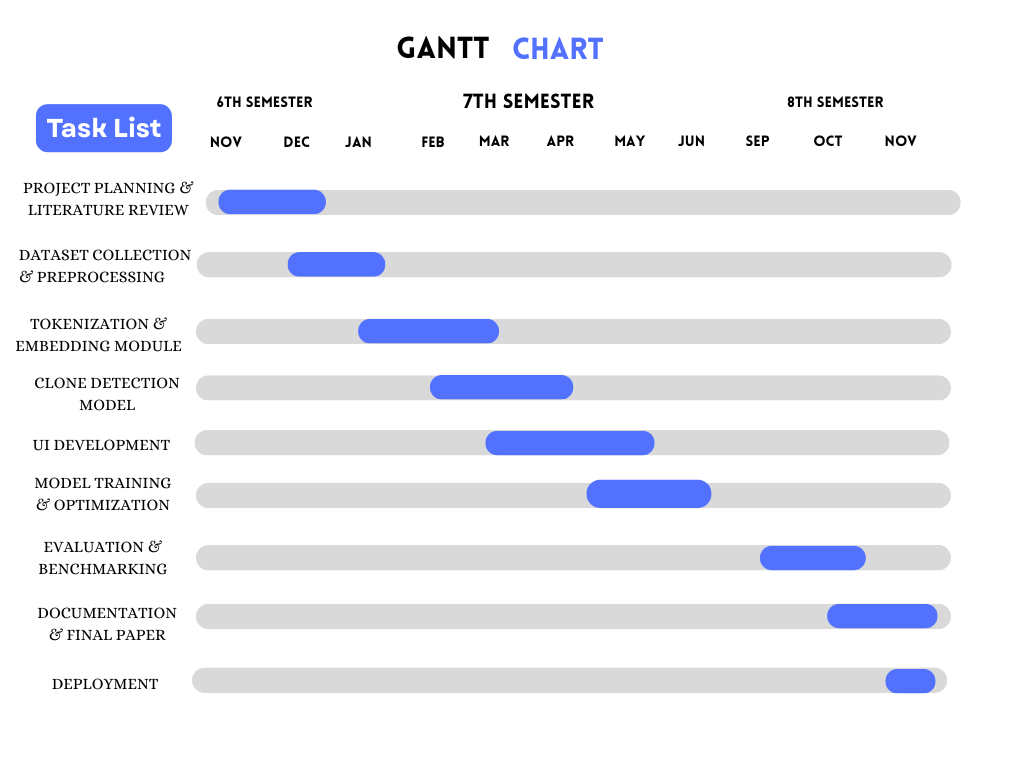 GANTT CHART
6TH SEMESTER 7TH SEMESTER 8TH SEMESTER
Task List
NOV DEC JAN FEB MAR APR MAY JUN SEP OCT NOV
PROJECT PLANNING &
LITERATURE REVIEW
DATASET COLLECTION
& PREPROCESSING
TOKENIZATION &
EMBEDDING MODULE
CLONE DETECTION
MODEL
UI DEVELOPMENT
MODEL TRAINING
& OPTIMIZATION
EVALUATION &
BENCHMARKING
DOCUMENTATION
& FINAL PAPER
DEPLOYMENT